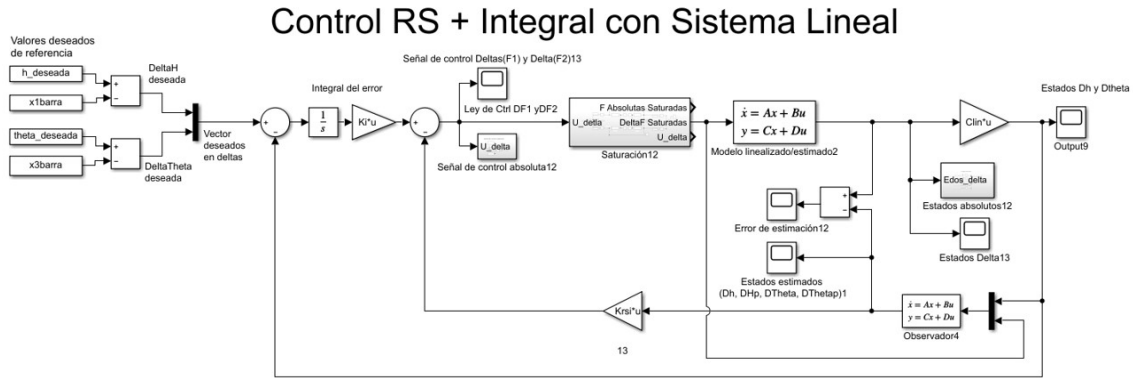 Control RS + Integral con Sistema Lineal
Valores deseados
de referencia
h_deseada
x1barra
+
−
DeltaH
deseada
theta_deseada
x3barra
+
−
DeltaTheta
deseada
Vector
deseados
en deltas
+
−
Integral del error
1
s
Ki*u
+
−
Señal de control Deltas(F1) y Delta(F2)13
Ley de Ctrl DF1 yDF2
U_delta
Señal de control absoluta12
U_detla
F Absolutas Saturadas
DeltaF Saturadas
U_delta
Saturación12
ẋ = Ax + Bu
y = Cx + Du
Modelo linealizado/estimado2
Clin*u
Estados Dh y Dtheta
Output9
Edos_delta
Estados absolutos12
Estados Delta13
+
−
Error de estimación12
Estados estimados
(Dh, DHp, DTheta, DThetap)1
Krsi*u
ẋ = Ax + Bu
y = Cx + Du
Observador4
13